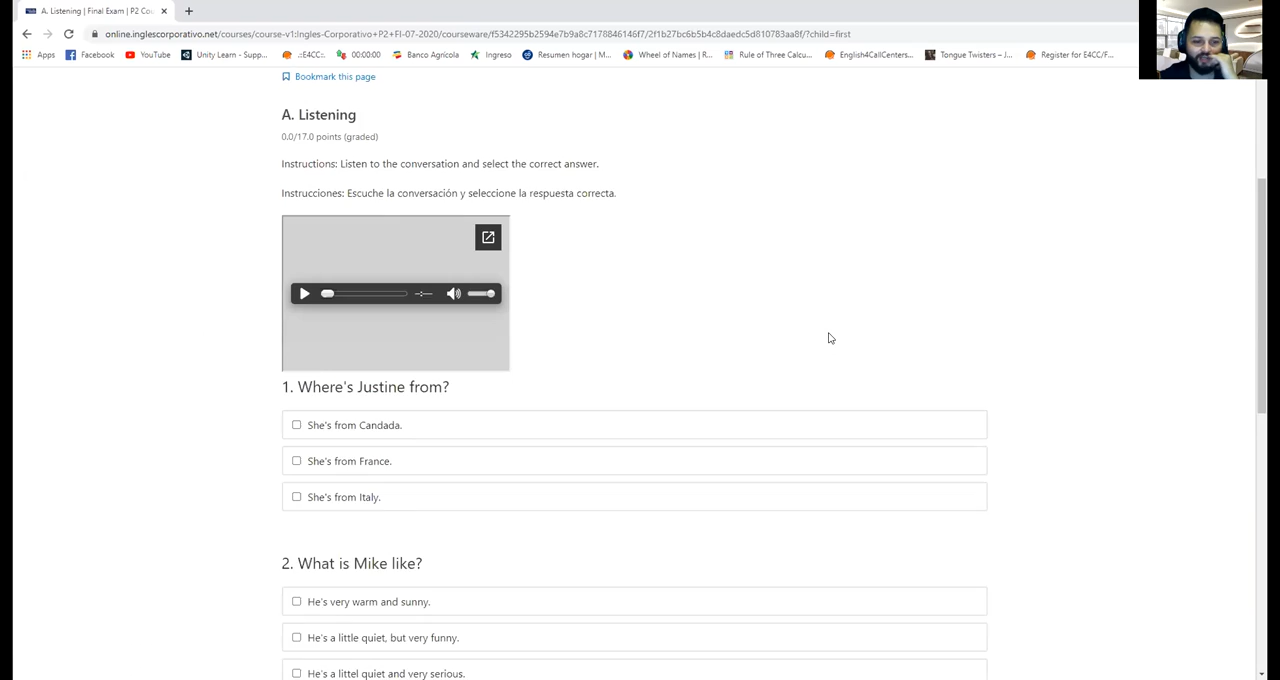 A. Listening | Final Exam | P2 Cou
online.inglescorporativo.net/courses/course-v1:Ingles-Corporativo+P2+FI-07-2020/courseware/f5342295b2594e7b9a8c7178846146f7/2f1b27bc6b5b4c8daedc5d810783aa8f/?child=first
Apps Facebook YouTube Unity Learn - Supp... .:E4CC:. 00:00:00 Banco Agrícola Ingreso Resumen hogar | M... Wheel of Names | R... Rule of Three Calcu... English4CallCenters... Tongue Twisters – J... Register for E4CC/F...
Bookmark this page
A. Listening
0.0/17.0 points (graded)
Instructions: Listen to the conversation and select the correct answer.
Instrucciones: Escuche la conversación y seleccione la respuesta correcta.
1. Where's Justine from?
She's from Candada.
She's from France.
She's from Italy.
2. What is Mike like?
He's very warm and sunny.
He's a little quiet, but very funny.
He's a littel quiet and very serious.